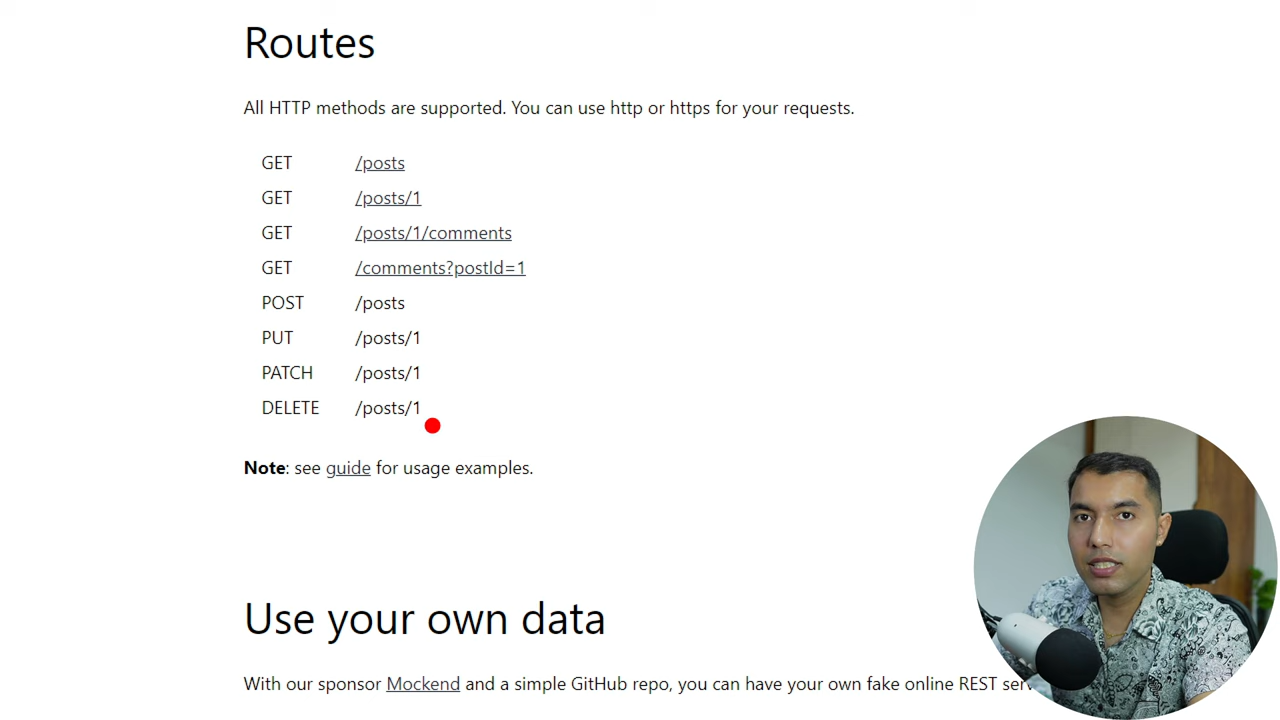 Routes
All HTTP methods are supported. You can use http or https for your requests.
GET /posts
GET /posts/1
GET /posts/1/comments
GET /comments?postId=1
POST /posts
PUT /posts/1
PATCH /posts/1
DELETE /posts/1
Note: see guide for usage examples.
Use your own data
With our sponsor Mockend and a simple GitHub repo, you can have your own fake online REST